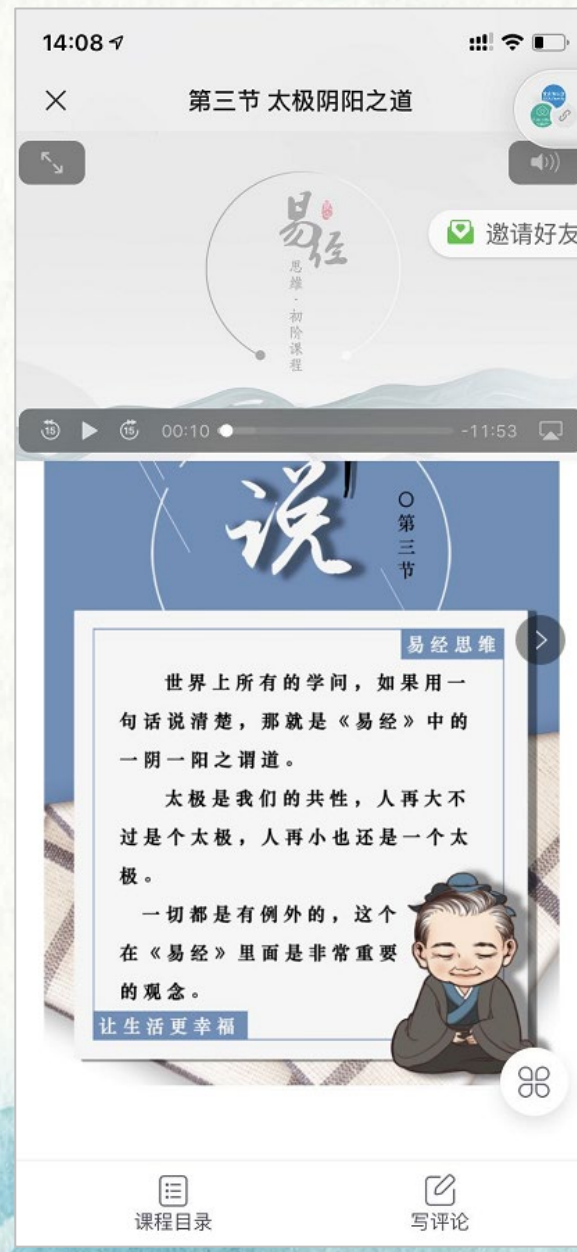 14:08
第三节 太极阴阳之道
易经
思维·初阶课程
邀请好友
15
15
00:10
-11:53
说
第三节
易经思维
世界上所有的学问，如果用一
句话说清楚，那就是《易经》中的
一阴一阳之谓道。
太极是我们的共性，人再大不
过是个太极，人再小也还是一个太
极。
一切都是有例外的，这个
在《易经》里面是非常重要
的观念。
让生活更幸福
课程目录
写评论